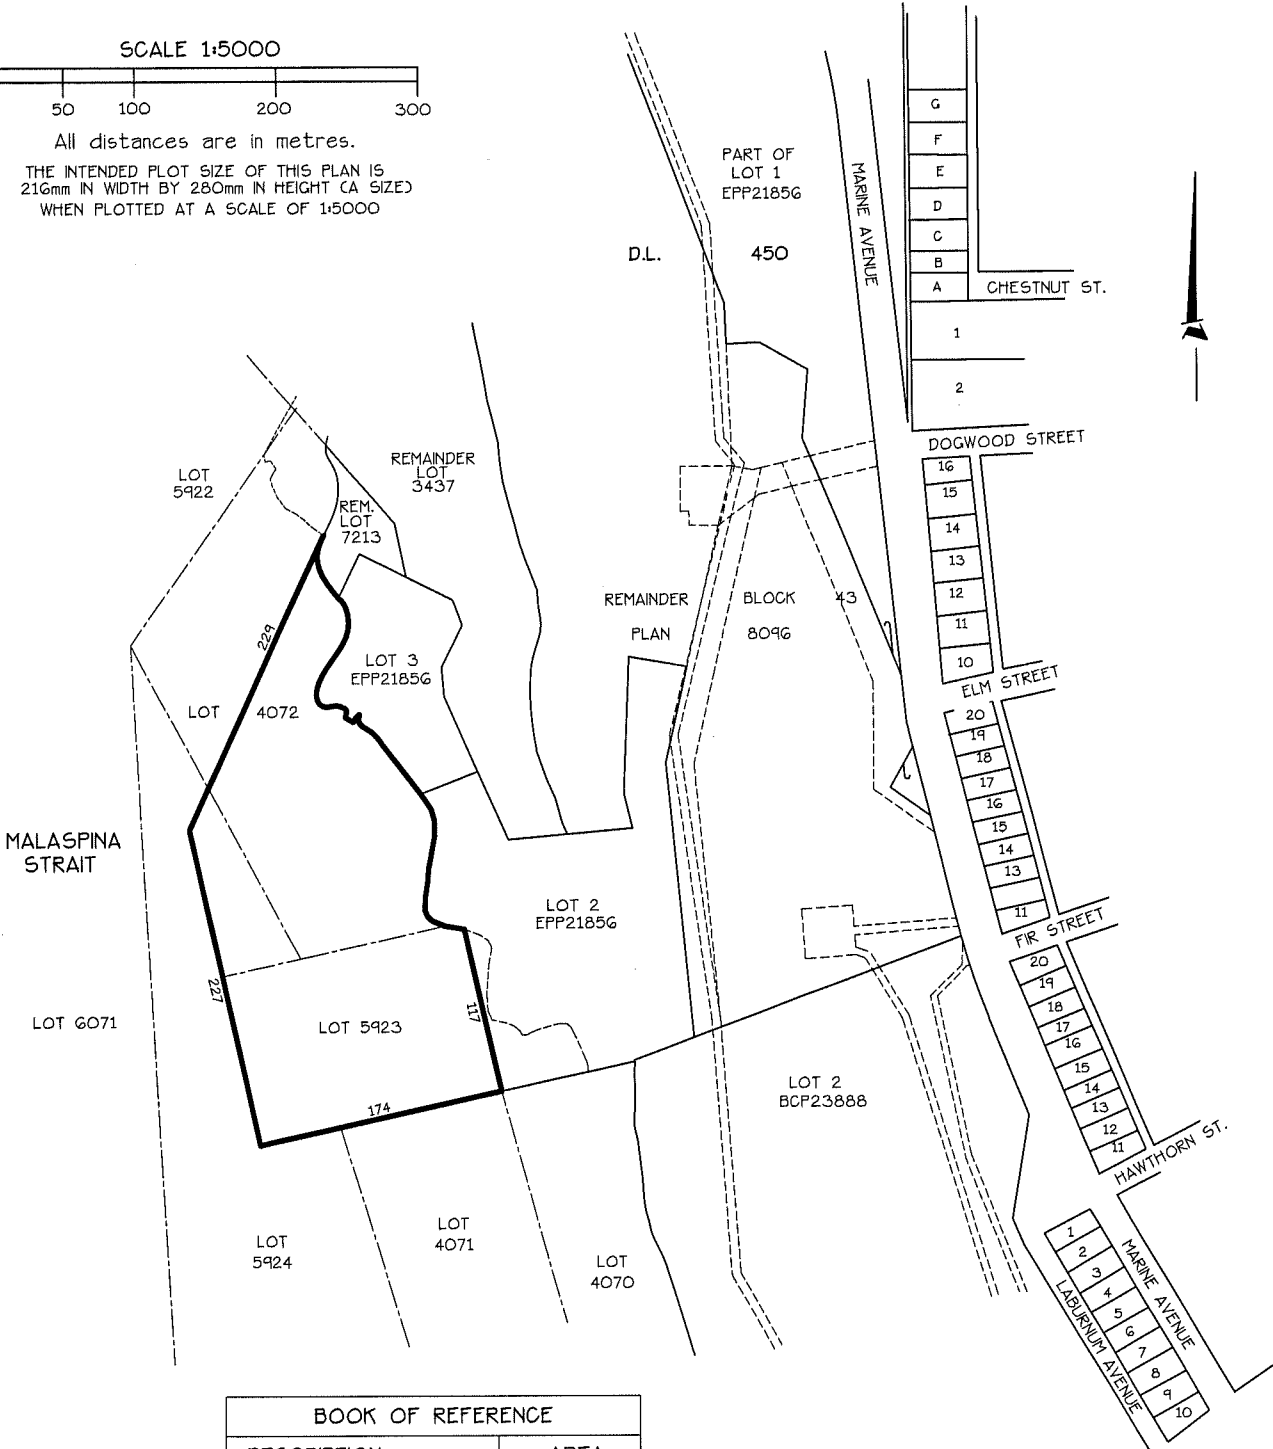 SCALE 1:5000
50 100 200 300
All distances are in metres.
THE INTENDED PLOT SIZE OF THIS PLAN IS
216mm IN WIDTH BY 280mm IN HEIGHT (A SIZE)
WHEN PLOTTED AT A SCALE OF 1:5000
PART OF
LOT 1
EPP21856
D.L. 450
MARINE AVENUE
G
F
E
D
C
B
A
CHESTNUT ST.
1
2
DOGWOOD STREET
16
15
14
13
12
11
10
ELM STREET
20
19
18
17
16
15
14
13
11
FIR STREET
20
19
18
17
16
15
14
13
12
11
HAWTHORN ST.
1
2
3
4
5
6
7
8
9
10
MARINE AVENUE
LABURNUM AVENUE
LOT
5922
REMAINDER
LOT
3437
REM.
LOT
7213
REMAINDER BLOCK 43
PLAN 8096
229
LOT 3
EPP21856
LOT 4072
MALASPINA
STRAIT
LOT 2
EPP21856
227
117
LOT 6071
LOT 5923
174
LOT 2
BCP23888
LOT
5924
LOT
4071
LOT
4070
BOOK OF REFERENCE